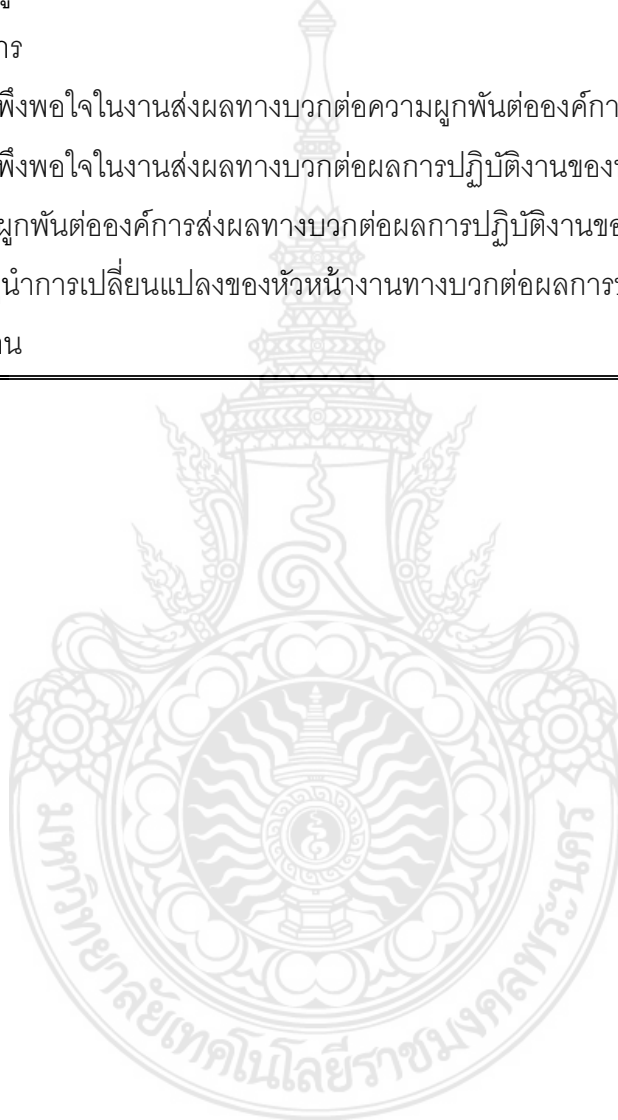 าร
พึงพอใจในงานส่งผลทางบวกต่อความผูกพันต่อองค์กา
พึงพอใจในงานส่งผลทางบวกต่อผลการปฏิบัติงานของ
ผูกพันต่อองค์การส่งผลทางบวกต่อผลการปฏิบัติงานขอ
นำการเปลี่ยนแปลงของหัวหน้างานทางบวกต่อผลการ
าน
มหาวิทยาลัยเทคโนโลยีราชมงคลพระนคร